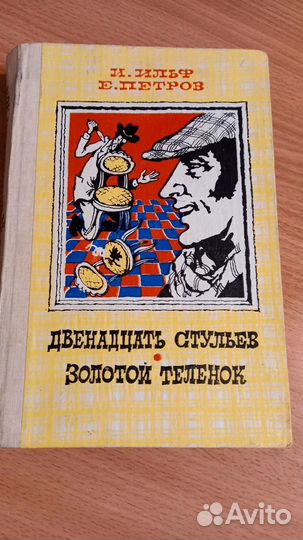 И. ИЛЬФ
Е. ПЕТРОВ
ДВЕНАДЦАТЬ СТУЛЬЕВ
ЗОЛОТОЙ ТЕЛЕНОК
Avito